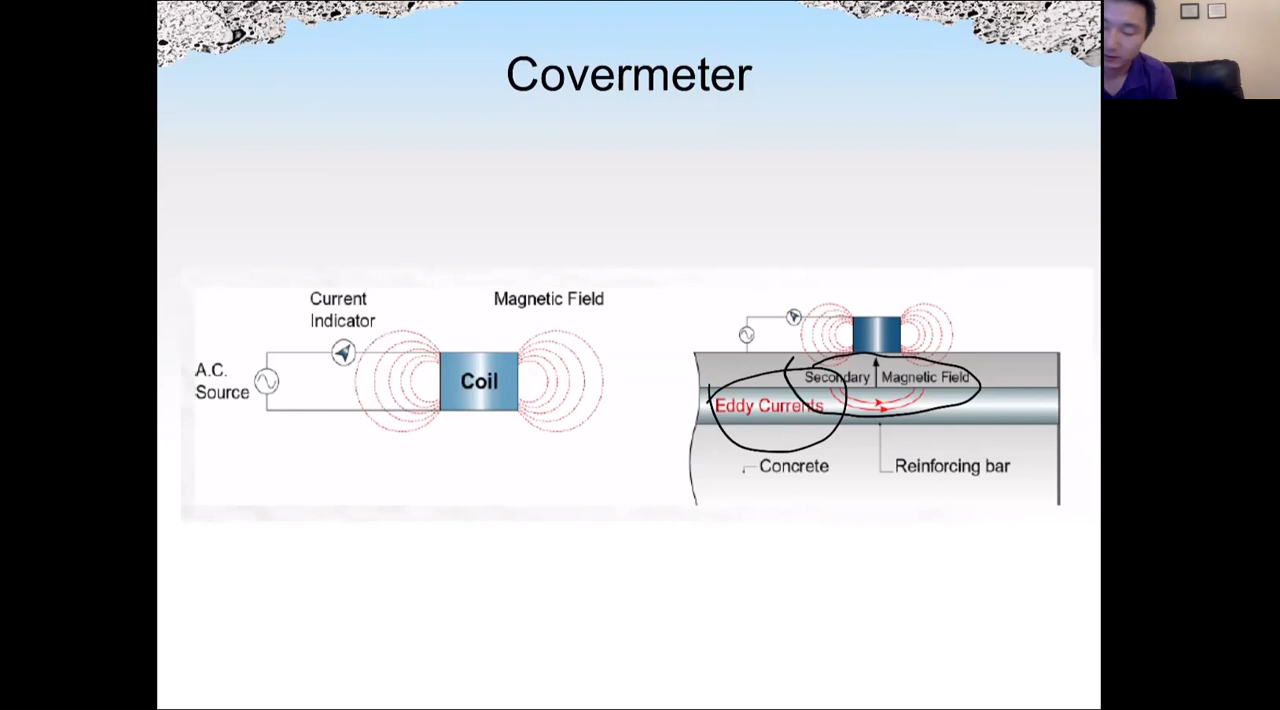 Covermeter
Current
Indicator
Magnetic Field
A.C.
Source
Coil
Secondary
Magnetic Field
Eddy Currents
Concrete
Reinforcing bar